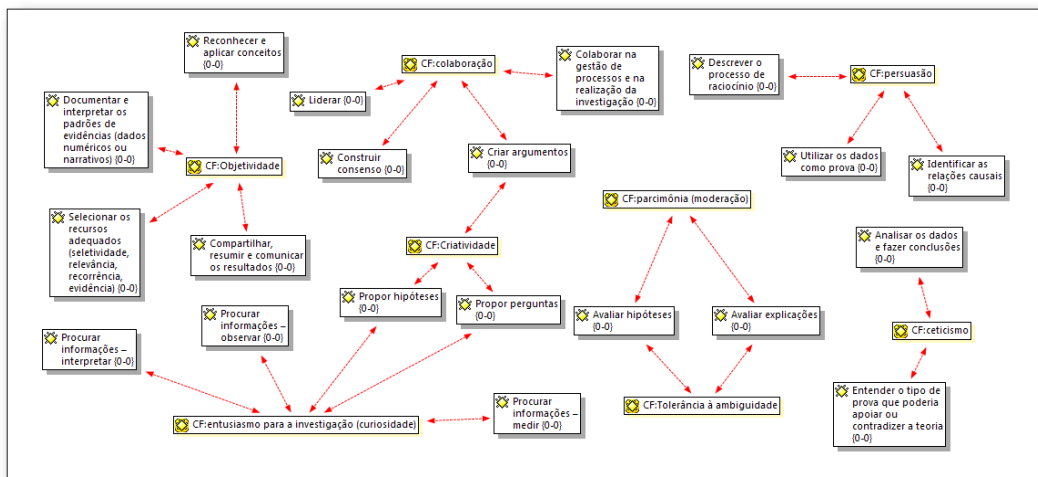 Reconhecer e
aplicar conceitos
{0-0}
Documentar e
interpretar os
padrões de
evidências (dados
numéricos ou
narrativos) {0-0}
CF:Objetividade
Selecionar os
recursos
adequados
(seletividade,
relevância,
recorrência,
evidência) {0-0}
Compartilhar,
resumir e comunicar
os resultados {0-0}
CF:colaboração
Liderar {0-0}
Colaborar na
gestão de
processos e na
realização da
investigação {0-0}
Construir
consenso {0-0}
Criar argumentos
{0-0}
CF:Criatividade
Propor hipóteses
{0-0}
Propor perguntas
{0-0}
Procurar
informações –
observar {0-0}
Procurar
informações –
interpretar {0-0}
CF:entusiasmo para a investigação (curiosidade)
Procurar
informações –
medir {0-0}
CF:parcimônia (moderação)
Avaliar hipóteses
{0-0}
Avaliar explicações
{0-0}
CF:Tolerância à ambiguidade
Descrever o
processo de
raciocínio {0-0}
CF:persuasão
Utilizar os dados
como prova {0-0}
Identificar as
relações causais
{0-0}
Analisar os dados
e fazer conclusões
{0-0}
CF:ceticismo
Entender o tipo de
prova que poderia
apoiar ou
contradizer a teoria
{0-0}